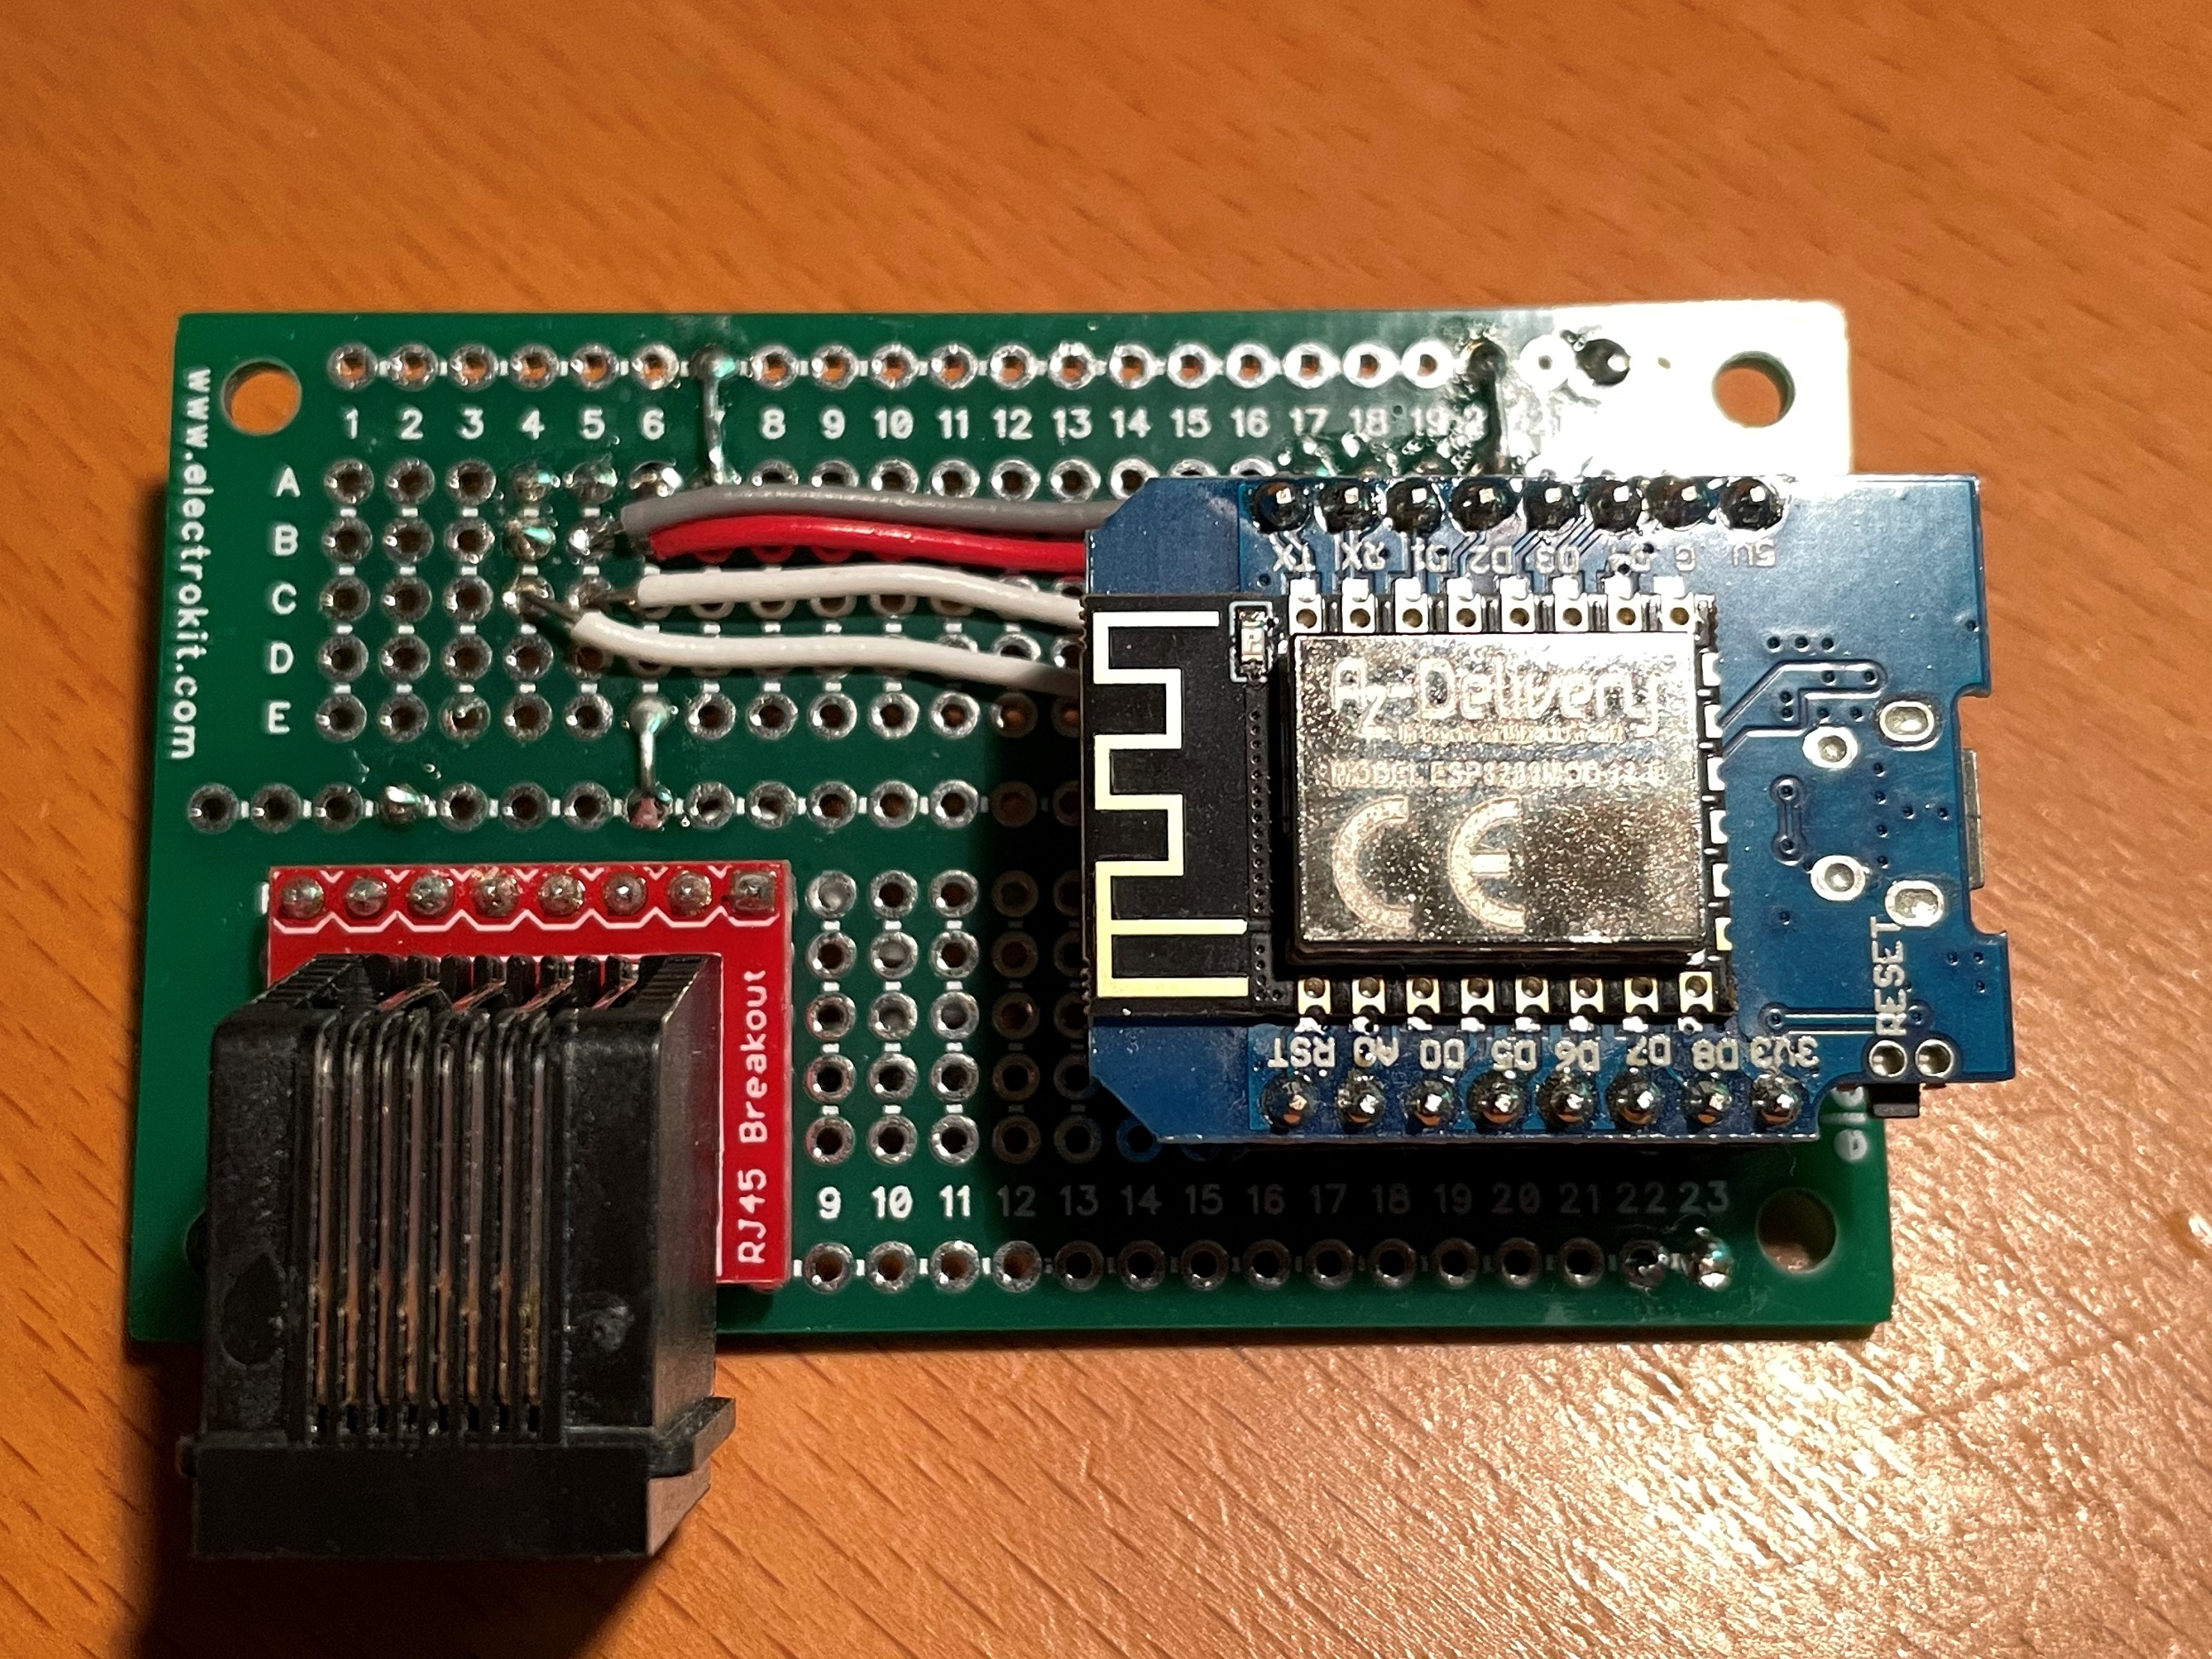 www.electrokit.com
1 2 3 4 5 6 8 9 10 11 12 13 14 15 16 17 18 19
A
B
C
D
E
TX RX D1 D2 D3 D4 G 5V
AZ-Delivery
CE
RST A0 D0 D5 D6 D7 D8 3V3
RESET
RJ45 Breakout
9 10 11 12 13 14 15 16 17 18 19 20 21 22 23
ele